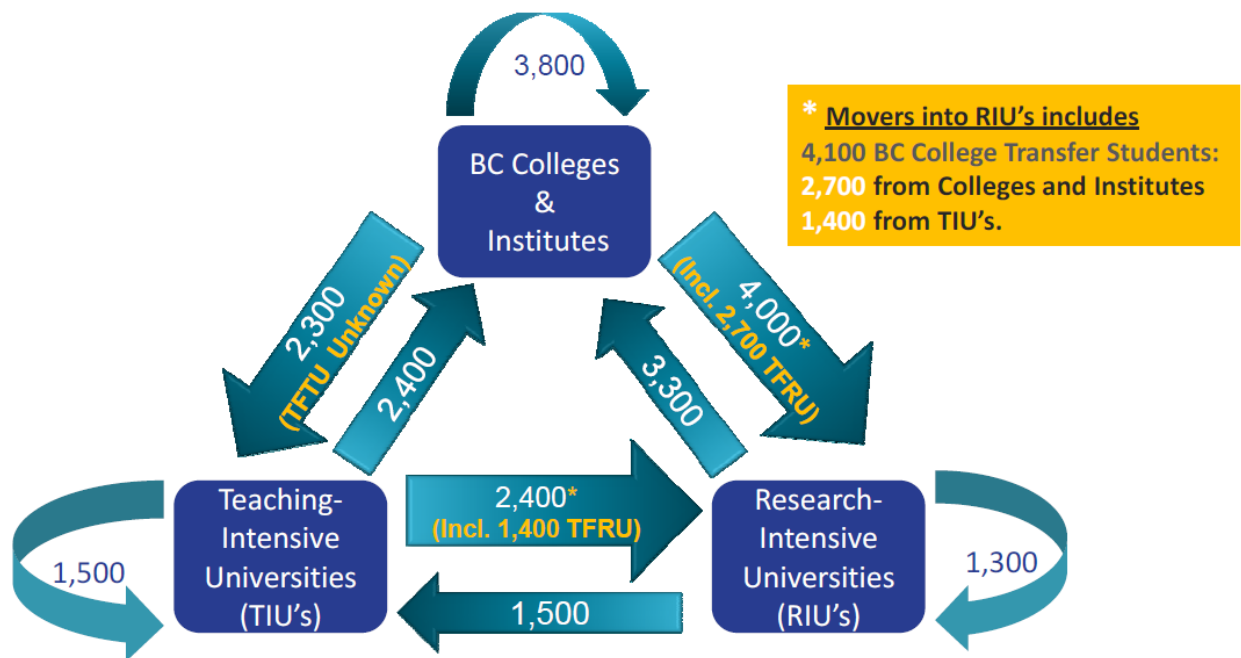 3,800
* Movers into RIU's includes
4,100 BC College Transfer Students:
2,700 from Colleges and Institutes
1,400 from TIU's.
BC Colleges
&
Institutes
2,300
(TFTU Unknown)
2,400
4,000*
(Incl. 2,700 TFRU)
3,300
Teaching-
Intensive
Universities
(TIU's)
1,500
2,400*
(Incl. 1,400 TFRU)
1,500
Research-
Intensive
Universities
(RIU's)
1,300